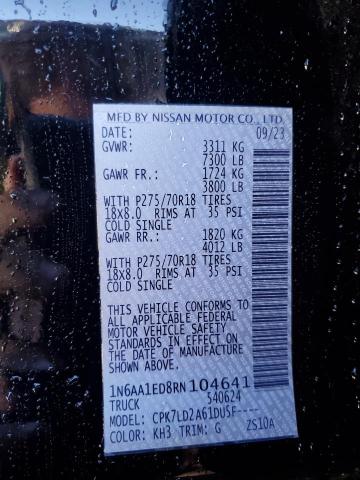 MFD BY NISSAN MOTOR CO., LTD.
DATE: 09/23
GVWR: 3311 KG
7300 LB
GAWR FR.: 1724 KG
3800 LB
WITH P275/70R18 TIRES
18X8.0 RIMS AT 35 PSI
COLD SINGLE
GAWR RR.: 1820 KG
4012 LB
WITH P275/70R18 TIRES
18X8.0 RIMS AT 35 PSI
COLD SINGLE
THIS VEHICLE CONFORMS TO
ALL APPLICABLE FEDERAL
MOTOR VEHICLE SAFETY
STANDARDS IN EFFECT ON
THE DATE OF MANUFACTURE
SHOWN ABOVE.
1N6AA1ED8RN104641
TRUCK 540624
MODEL: CPK7LD2A61DUSF----
COLOR: KH3 TRIM: G ZS10A